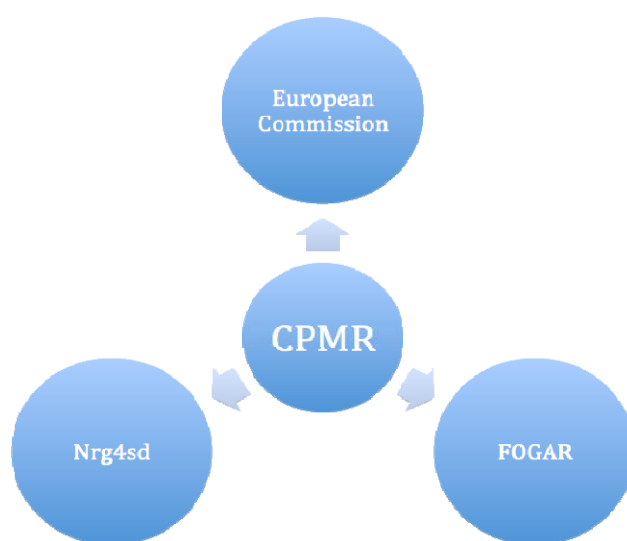 European
Commission
CPMR
Nrg4sd
FOGAR